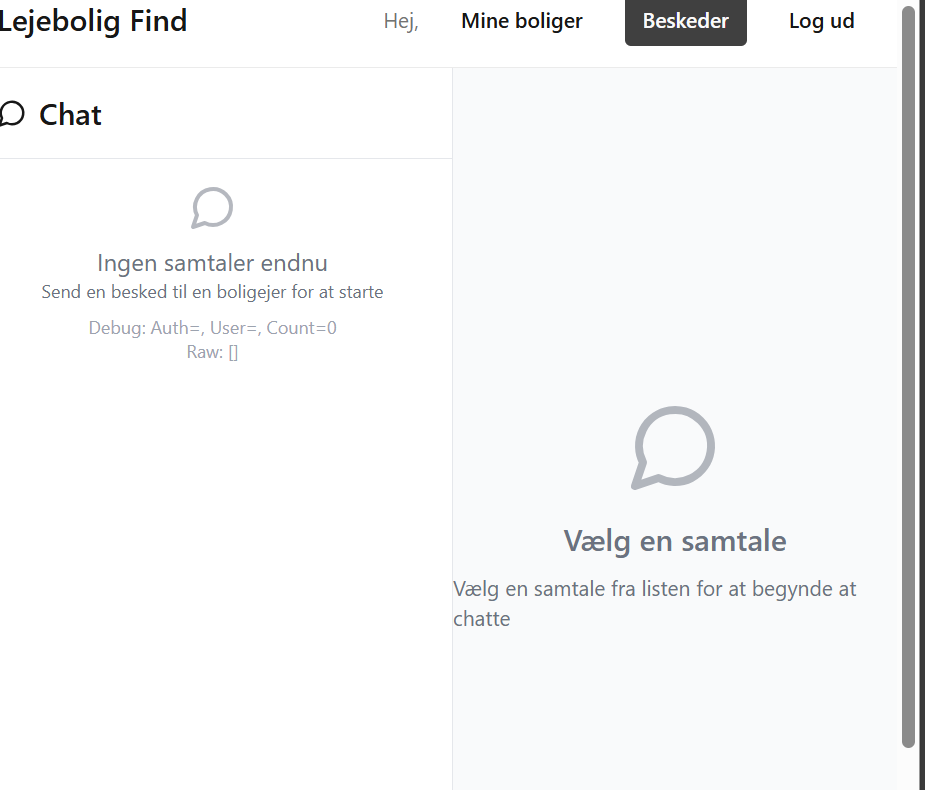 Lejebolig Find
Hej,
Mine boliger
Beskeder
Log ud
Chat
Ingen samtaler endnu
Send en besked til en boligejer for at starte
Debug: Auth=, User=, Count=0
Raw: []
Vælg en samtale
Vælg en samtale fra listen for at begynde at
chatte